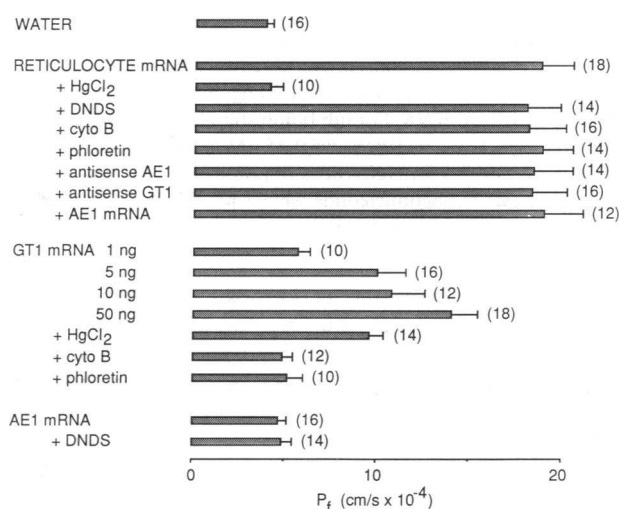 WATER (16)
RETICULOCYTE mRNA (18)
+ HgCl2 (10)
+ DNDS (14)
+ cyto B (16)
+ phloretin (14)
+ antisense AE1 (14)
+ antisense GT1 (16)
+ AE1 mRNA (12)
GT1 mRNA 1 ng (10)
5 ng (16)
10 ng (12)
50 ng (18)
+ HgCl2 (14)
+ cyto B (12)
+ phloretin (10)
AE1 mRNA (16)
+ DNDS (14)
0 10 20
Pf (cm/s x 10-4)